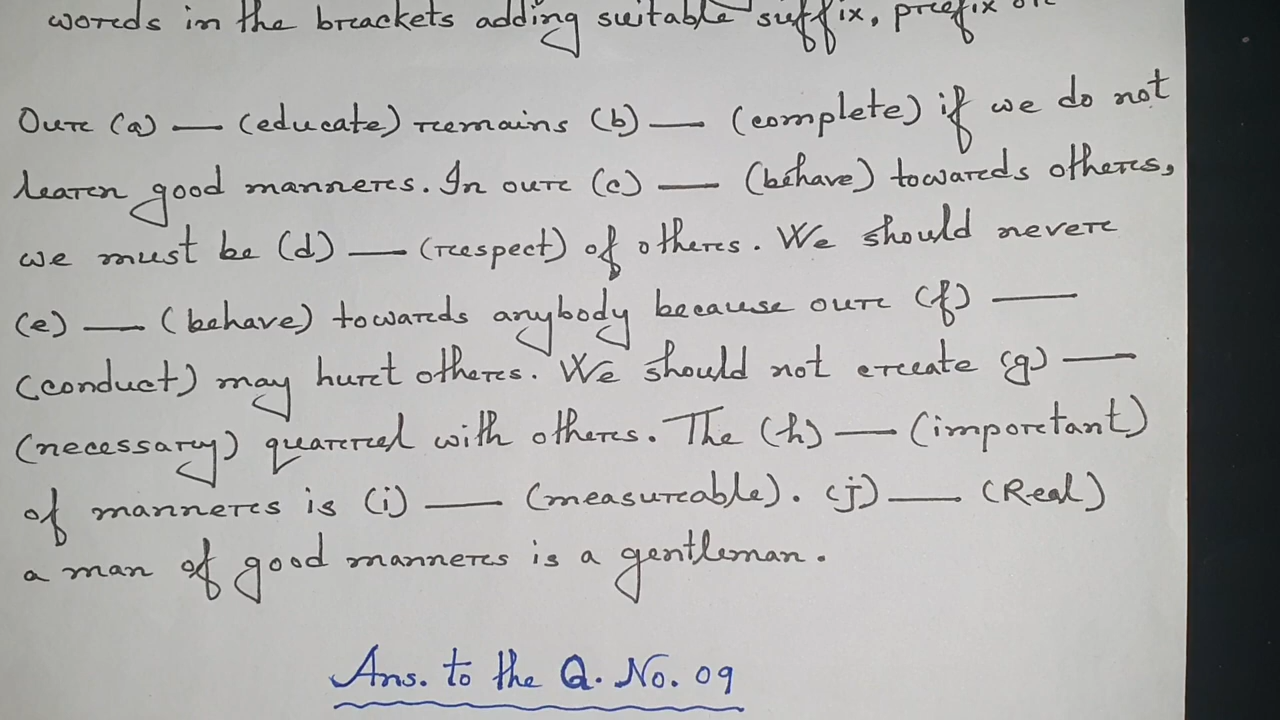 words in the brackets adding suitable suffix, prefix or
Our (a) — (educate) remains (b) — (complete) if we do not
learn good manners. In our (c) — (behave) towards others,
we must be (d) — (respect) of others. We should never
(e) — (behave) towards anybody because our (f) —
(conduct) may hurt others. We should not create (g) —
(necessary) quarrel with others. The (h) — (important)
of manners is (i) — (measureable). (j) — (Real)
a man of good manners is a gentleman.
Ans. to the Q. No. 09